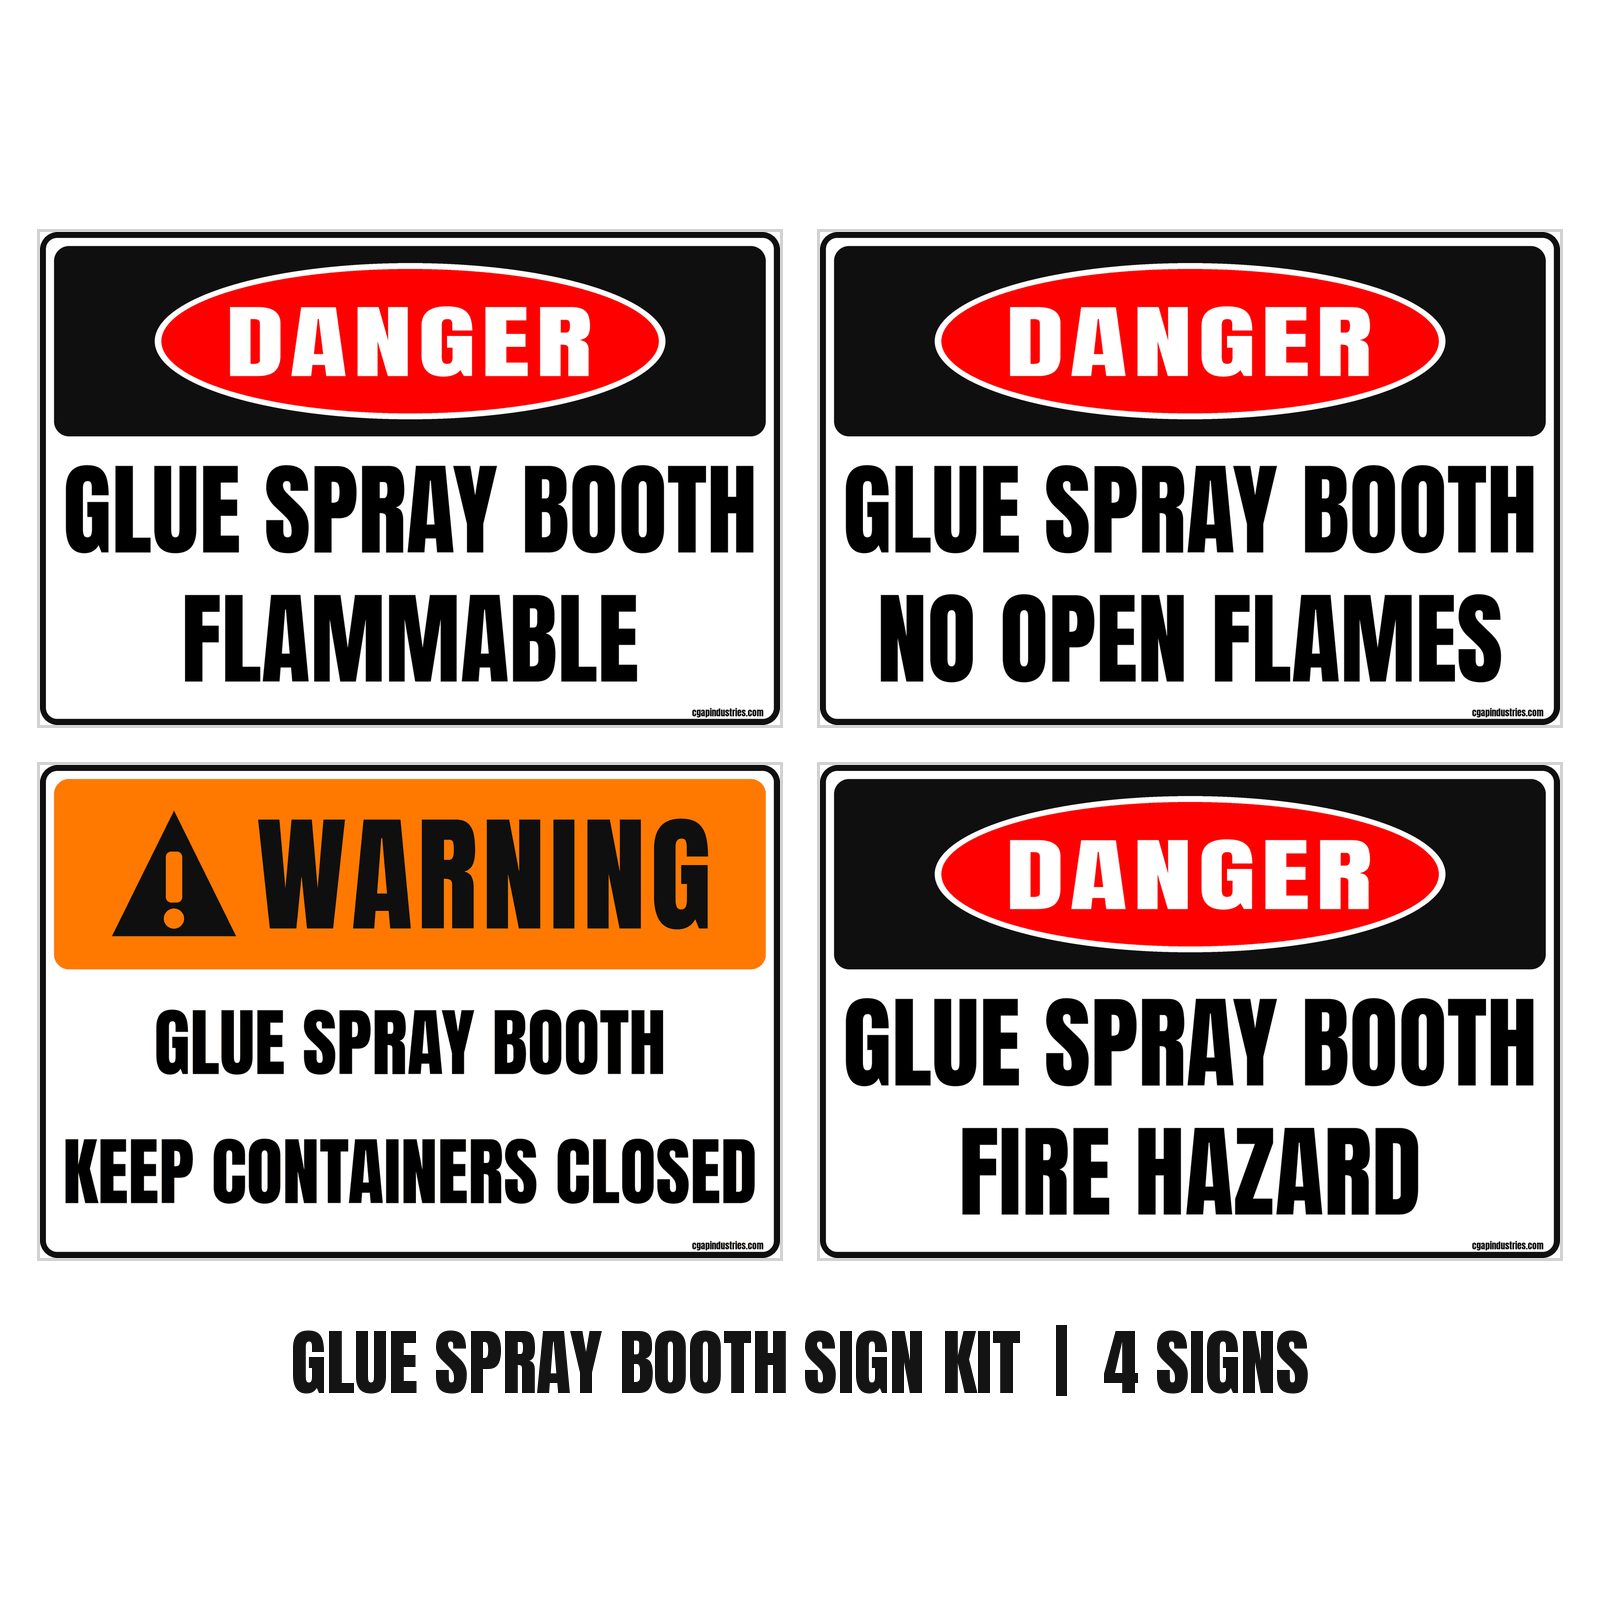 DANGER
GLUE SPRAY BOOTH
FLAMMABLE
cgapindustries.com
DANGER
GLUE SPRAY BOOTH
NO OPEN FLAMES
cgapindustries.com
WARNING
GLUE SPRAY BOOTH
KEEP CONTAINERS CLOSED
cgapindustries.com
DANGER
GLUE SPRAY BOOTH
FIRE HAZARD
cgapindustries.com
GLUE SPRAY BOOTH SIGN KIT | 4 SIGNS